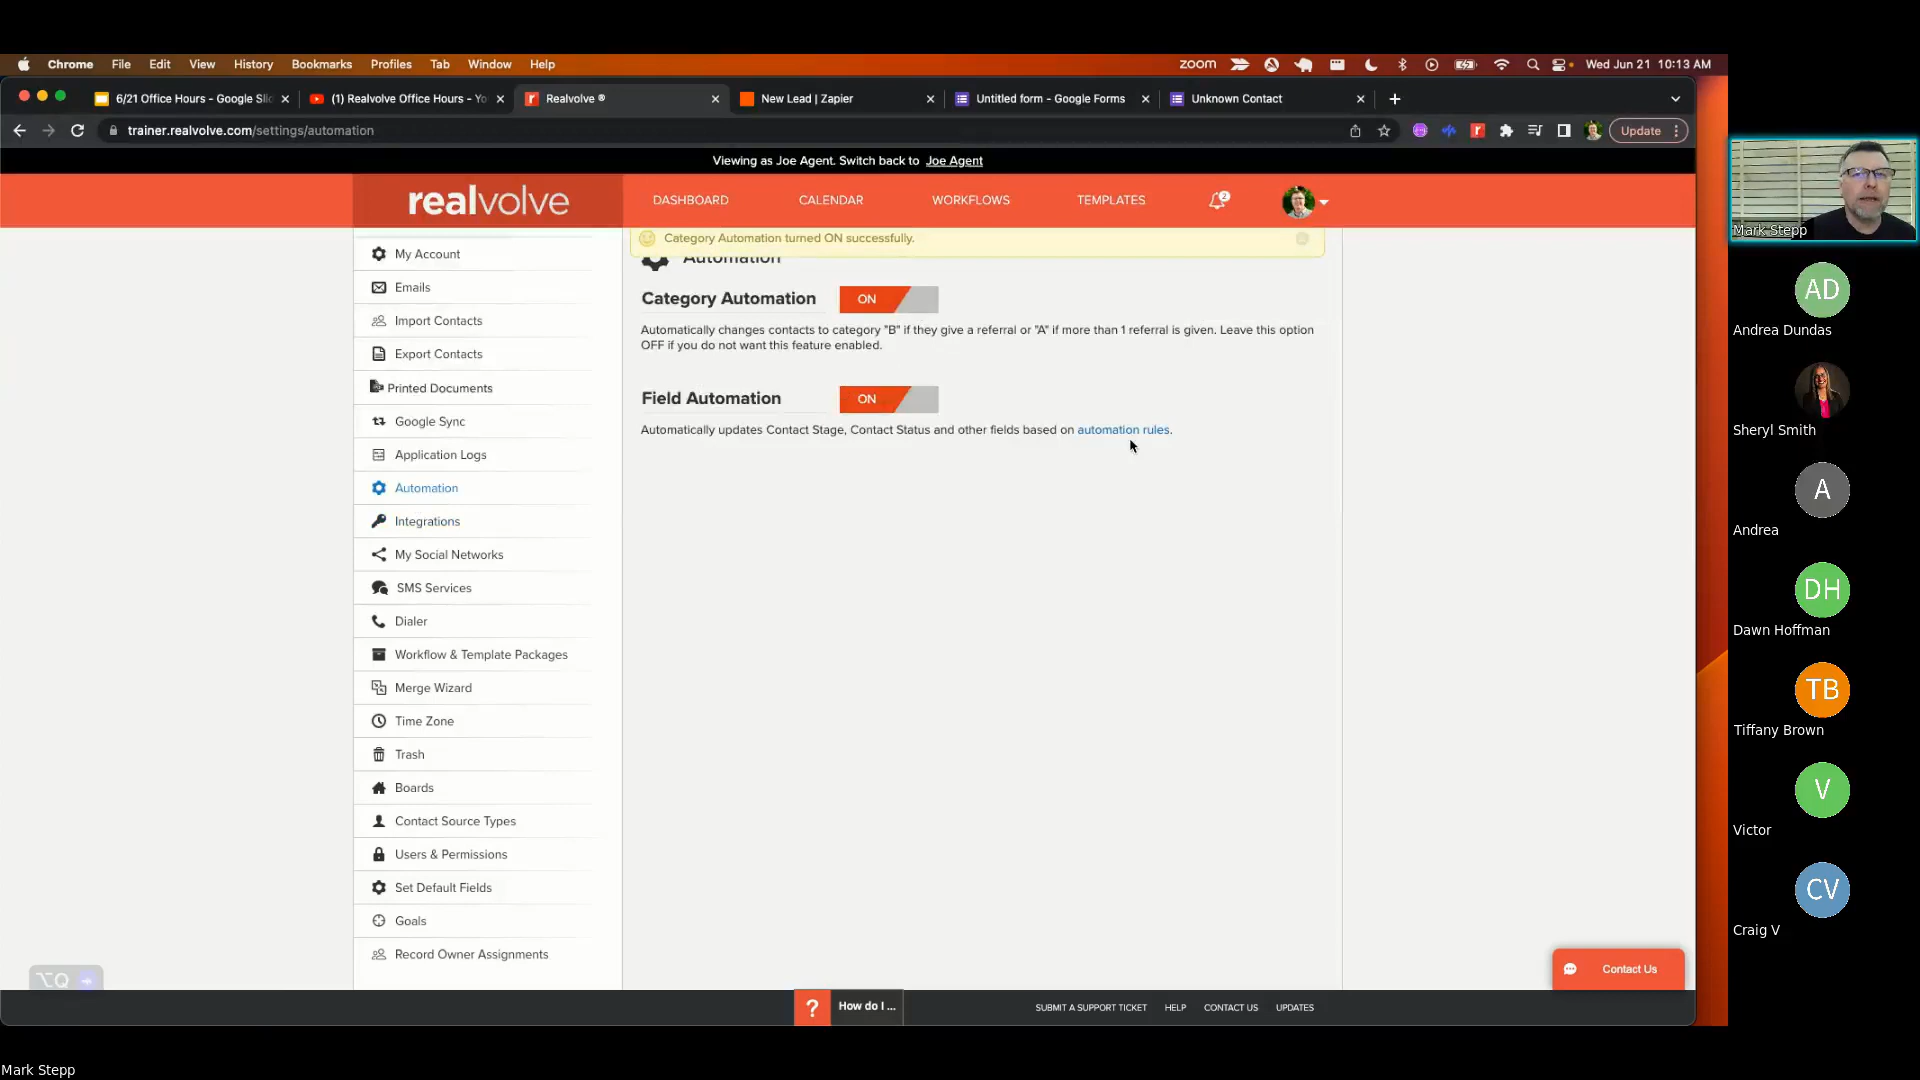 Chrome File Edit View History Bookmarks Profiles Tab Window Help
zoom
Wed Jun 21 10:13 AM
6/21 Office Hours - Google Slic
(1) Realvolve Office Hours - Yo
Realvolve ®
New Lead | Zapier
Untitled form - Google Forms
Unknown Contact
trainer.realvolve.com/settings/automation
Update
Viewing as Joe Agent. Switch back to Joe Agent
realvolve
DASHBOARD
CALENDAR
WORKFLOWS
TEMPLATES
2
My Account
Emails
Import Contacts
Export Contacts
Printed Documents
Google Sync
Application Logs
Automation
Integrations
My Social Networks
SMS Services
Dialer
Workflow & Template Packages
Merge Wizard
Time Zone
Trash
Boards
Contact Source Types
Users & Permissions
Set Default Fields
Goals
Record Owner Assignments
Category Automation turned ON successfully.
Automation
Category Automation
ON
Automatically changes contacts to category "B" if they give a referral or "A" if more than 1 referral is given. Leave this option
OFF if you do not want this feature enabled.
Field Automation
ON
Automatically updates Contact Stage, Contact Status and other fields based on automation rules.
⌥Q
Contact Us
?
How do I ...
SUBMIT A SUPPORT TICKET
HELP
CONTACT US
UPDATES
Mark Stepp
AD
Andrea Dundas
Sheryl Smith
A
Andrea
DH
Dawn Hoffman
TB
Tiffany Brown
V
Victor
CV
Craig V
Mark Stepp